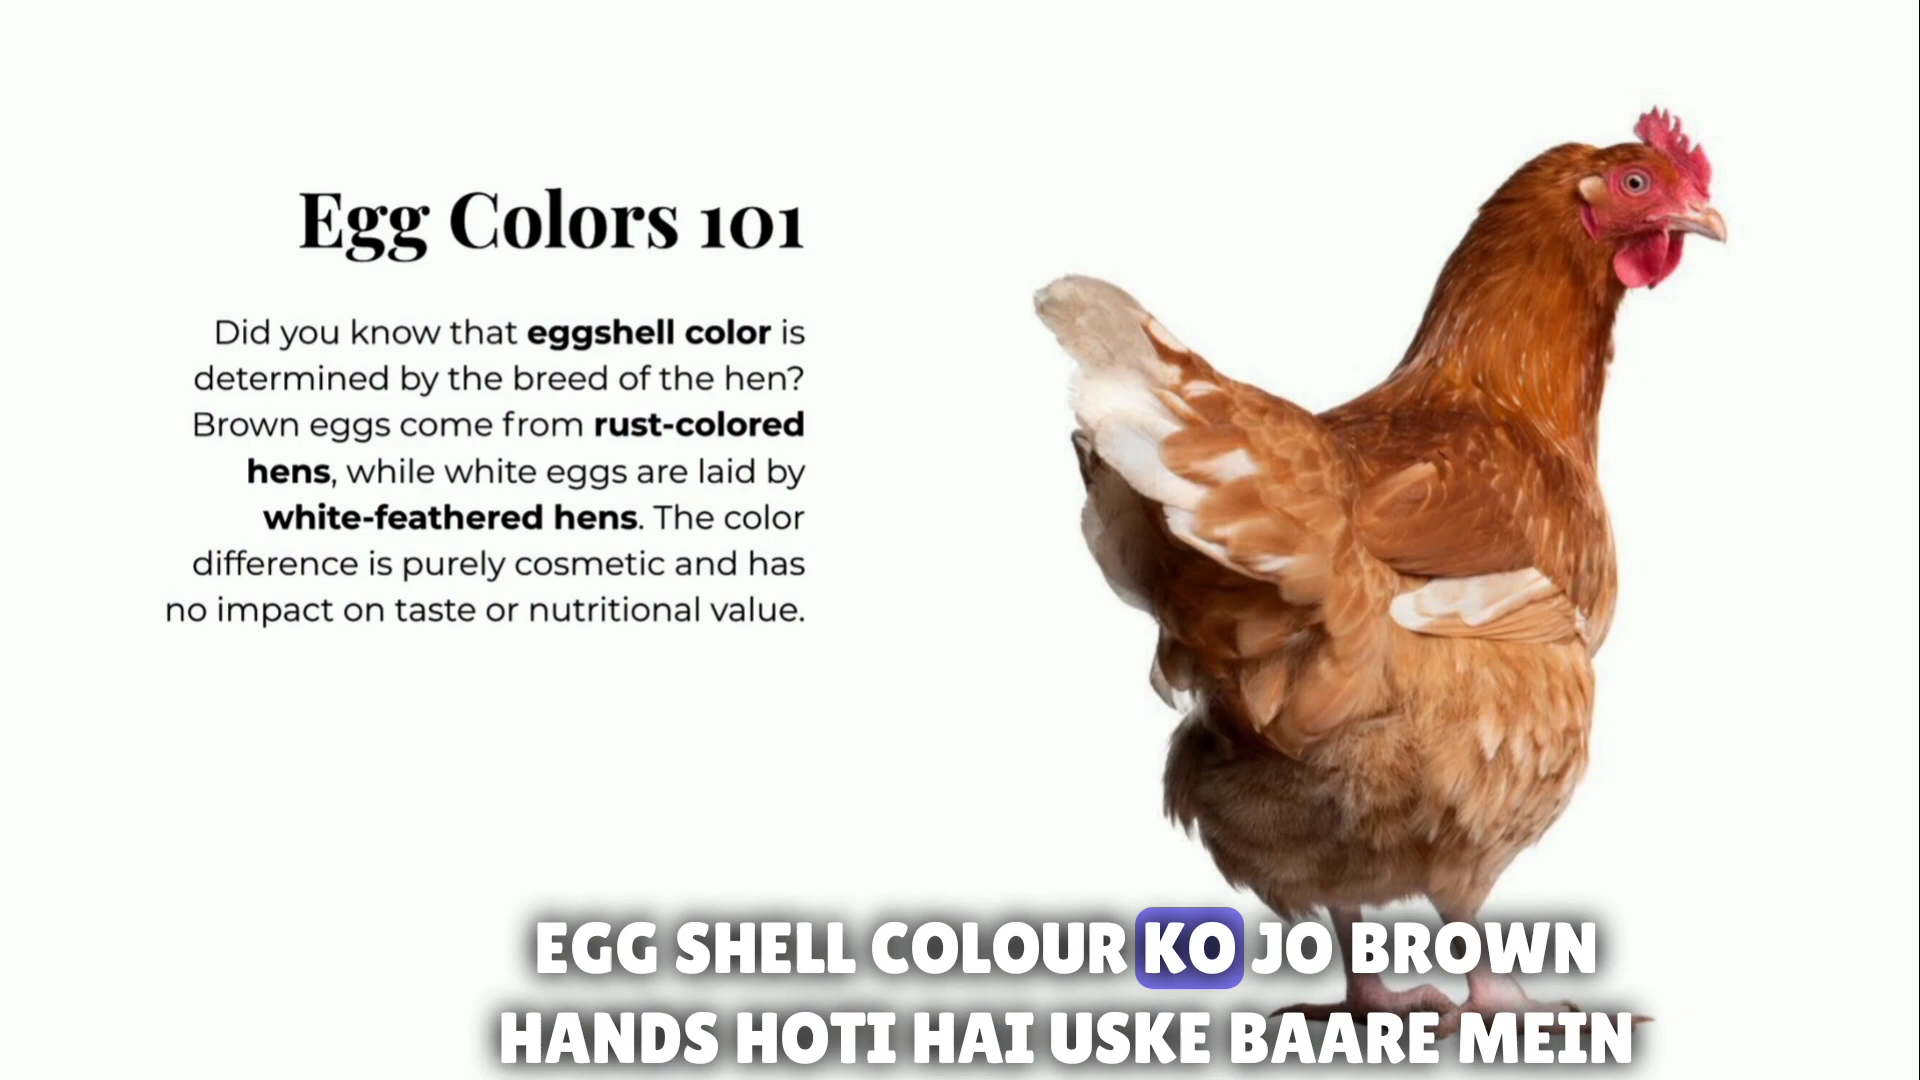 Egg Colors 101
Did you know that eggshell color is
determined by the breed of the hen?
Brown eggs come from rust-colored
hens, while white eggs are laid by
white-feathered hens. The color
difference is purely cosmetic and has
no impact on taste or nutritional value.
EGG SHELL COLOUR KO JO BROWN
HANDS HOTI HAI USKE BAARE MEIN